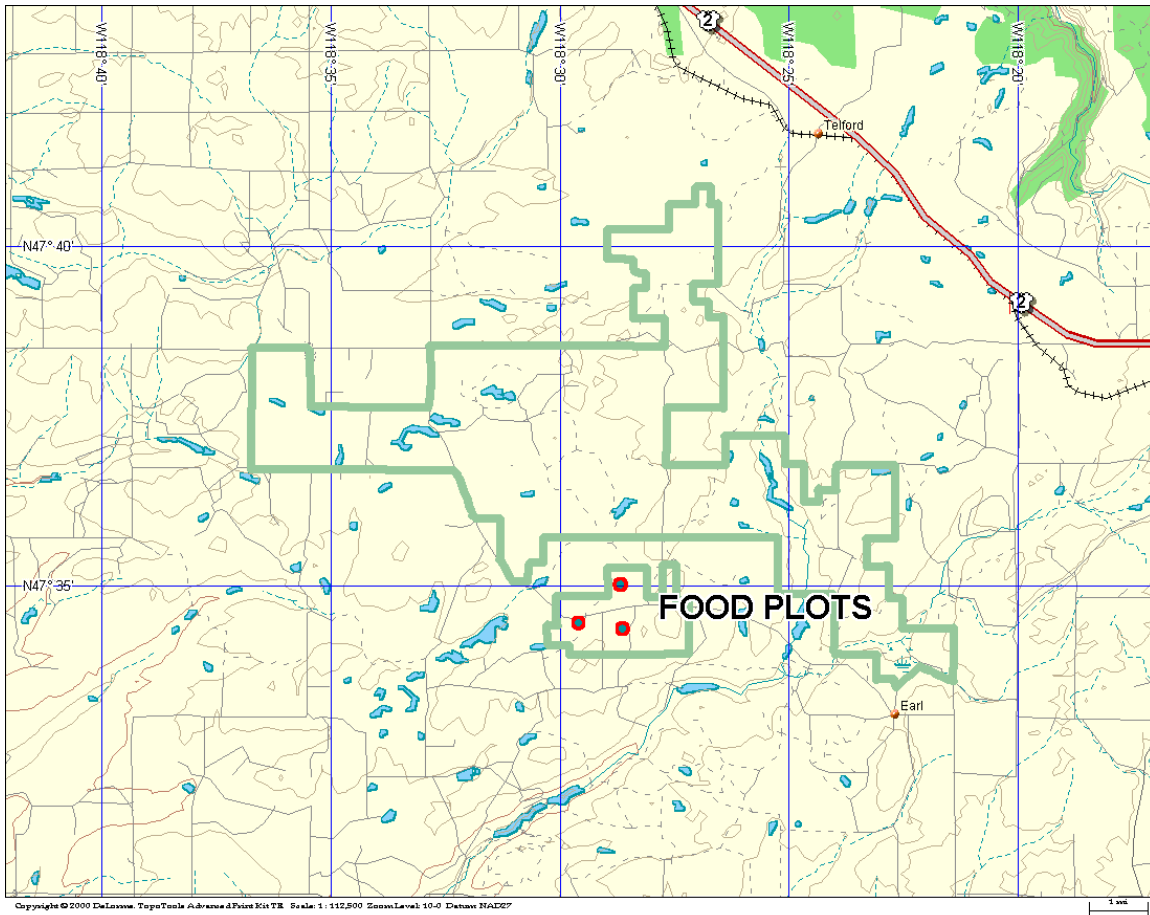 W118° 40'
W118° 35'
W118° 30'
W118° 25'
W118° 20'
2
Telford
N47° 40'
2
N47° 35'
FOOD PLOTS
Earl
Copyright © 2000 DeLorme. TopoTools Advanced Print Kit TE. Scale: 1 : 112,500 Zoom Level: 10-0 Datum: NAD27
1 mi